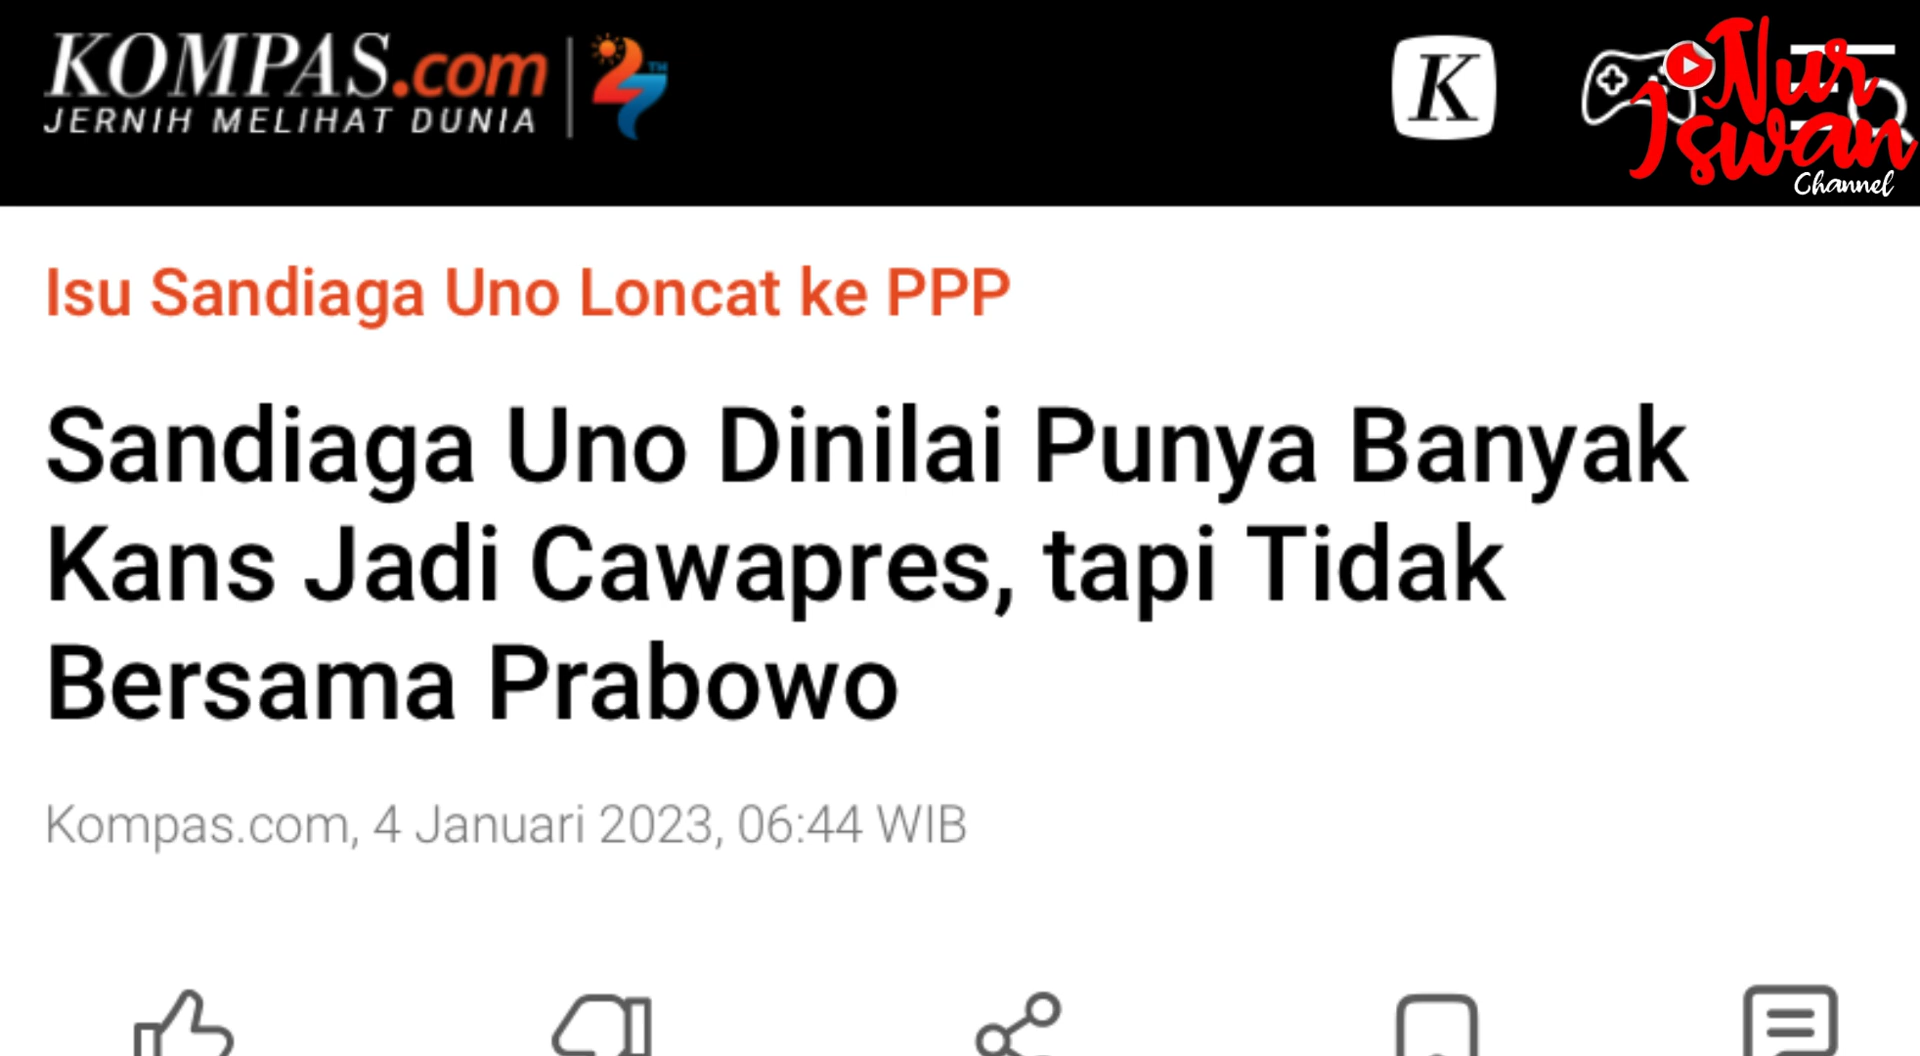 KOMPAS.com
JERNIH MELIHAT DUNIA
27TH
K
Nur
Iswan
Channel
Isu Sandiaga Uno Loncat ke PPP
Sandiaga Uno Dinilai Punya Banyak
Kans Jadi Cawapres, tapi Tidak
Bersama Prabowo
Kompas.com, 4 Januari 2023, 06:44 WIB